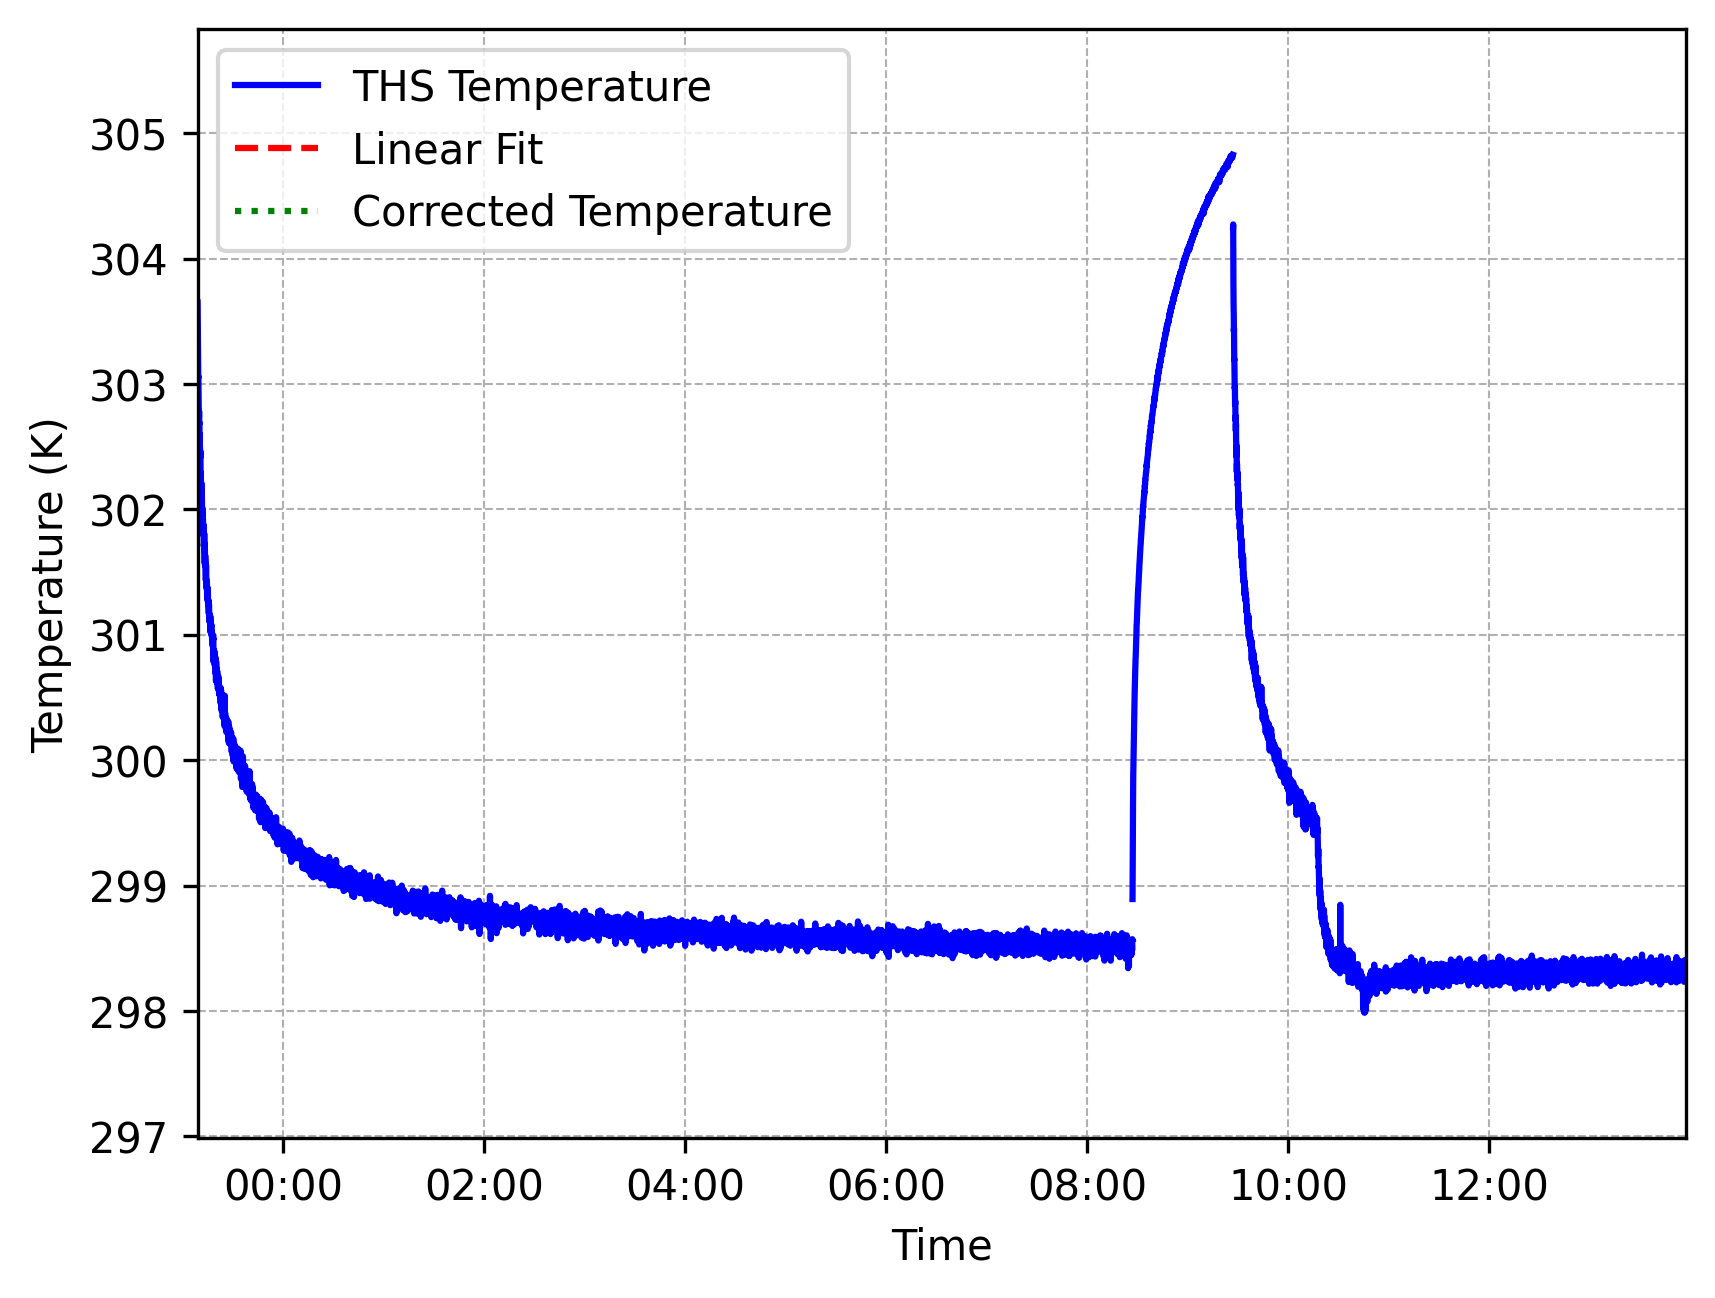 THS Temperature
Linear Fit
Corrected Temperature
305
304
303
302
301
300
299
298
297
Temperature (K)
00:00 02:00 04:00 06:00 08:00 10:00 12:00
Time